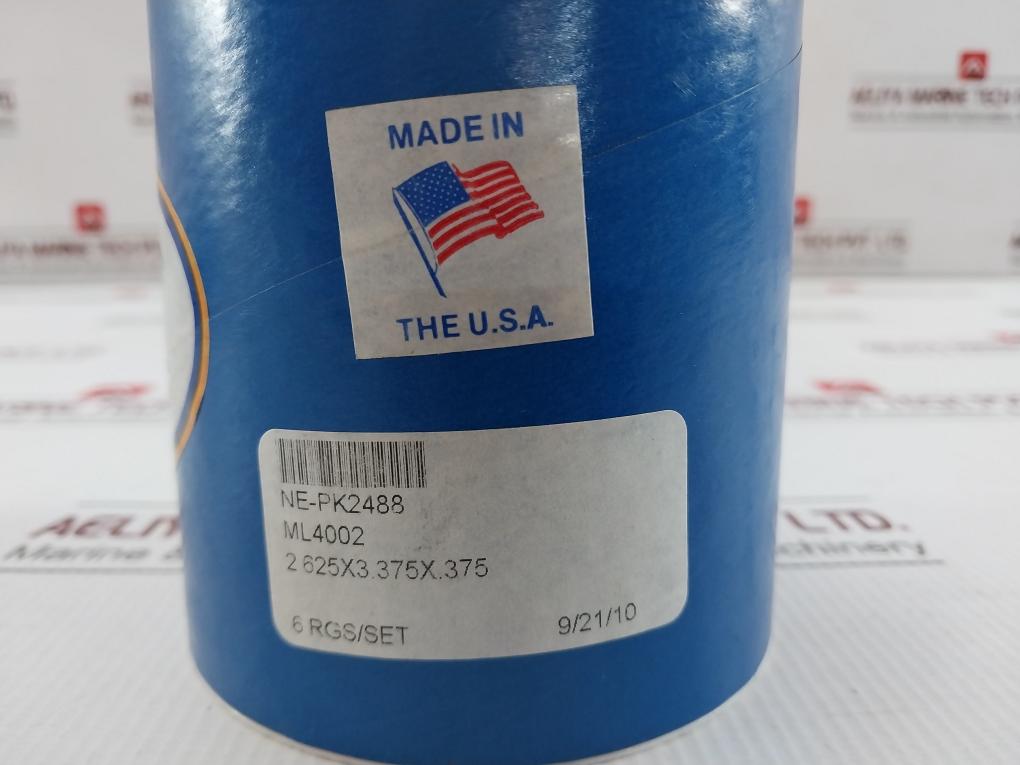 MADE IN
THE U.S.A.
NE-PK2488
ML4002
2.625X3.375X.375
6 RGS/SET
9/21/10